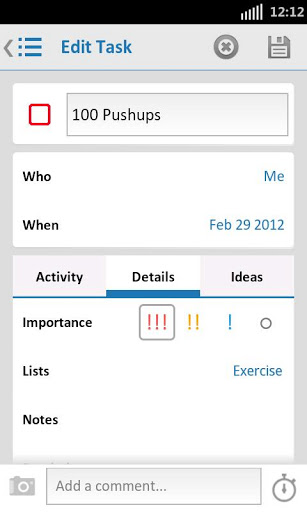 12:12
Edit Task
100 Pushups
Who Me
When Feb 29 2012
Activity Details Ideas
Importance !!! !! !
Lists Exercise
Notes
Add a comment...